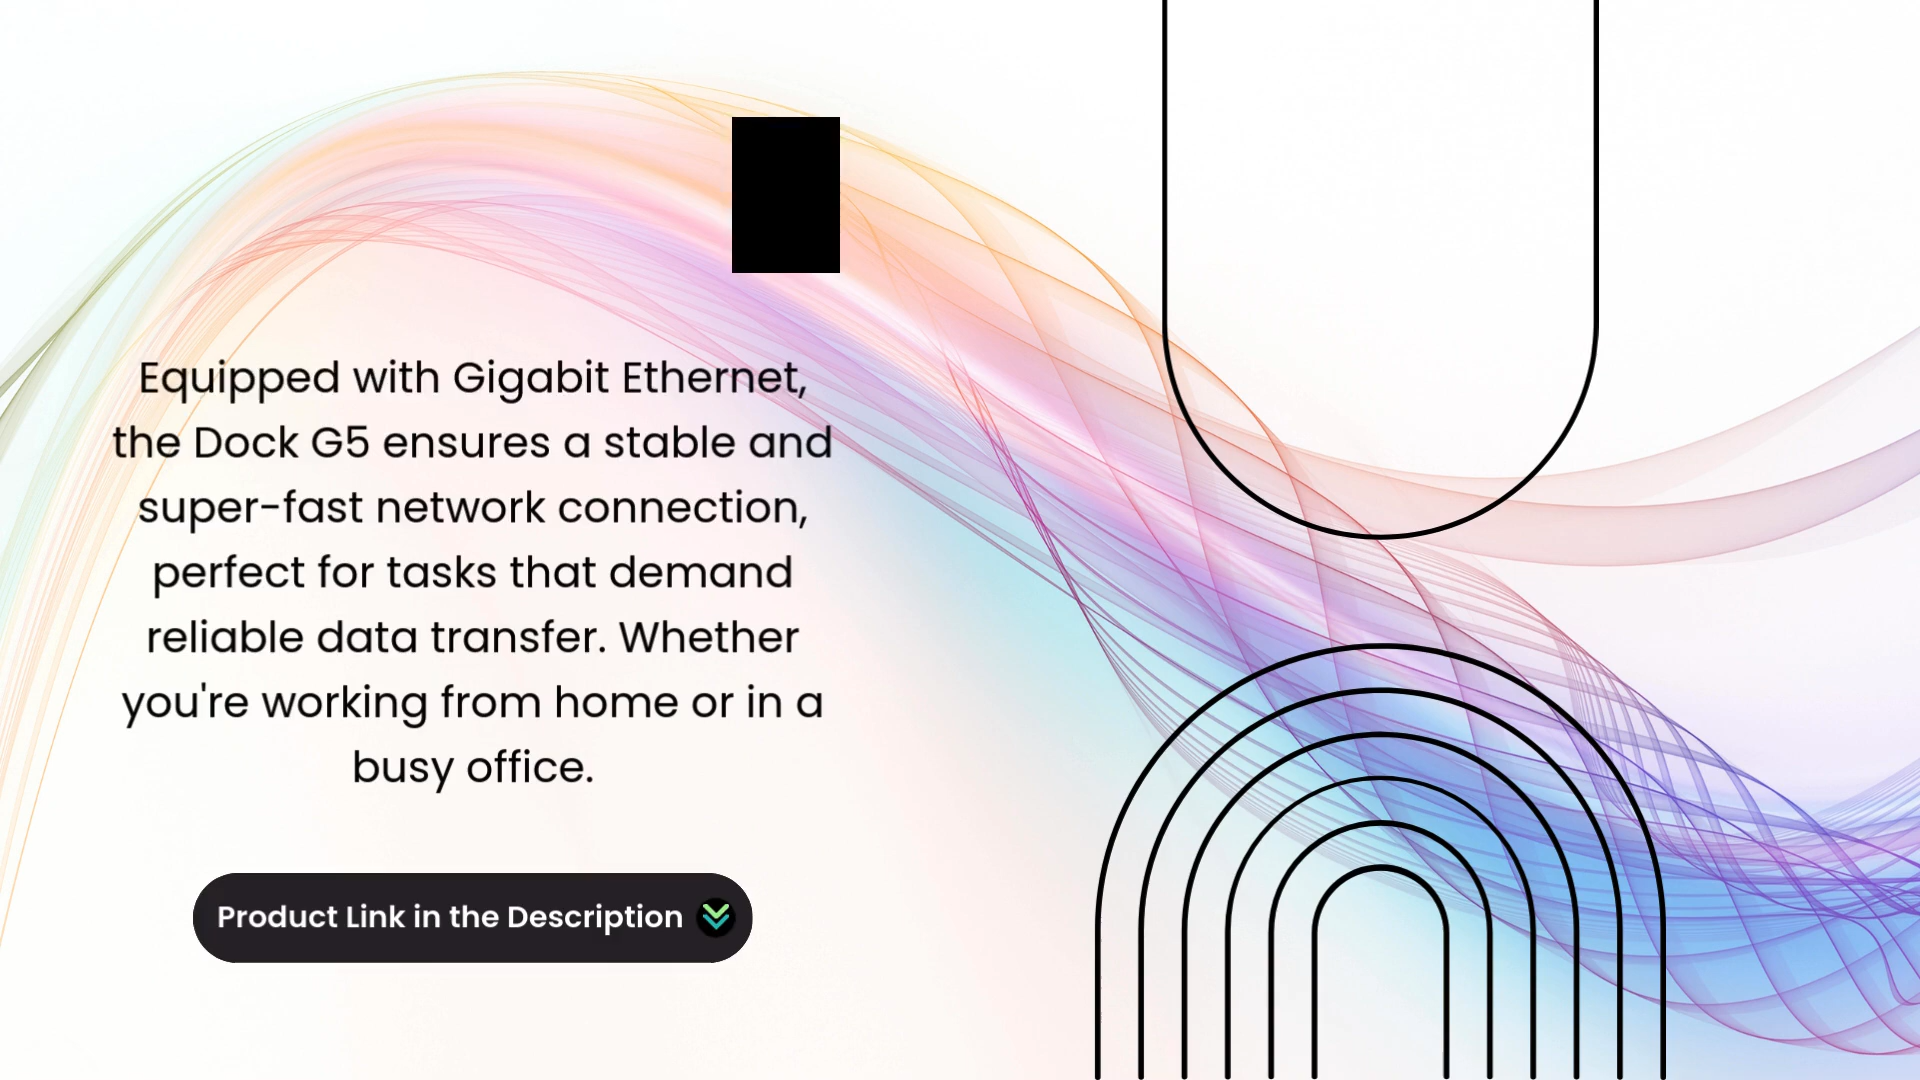 Equipped with Gigabit Ethernet,
the Dock G5 ensures a stable and
super-fast network connection,
perfect for tasks that demand
reliable data transfer. Whether
you're working from home or in a
busy office.
Product Link in the Description